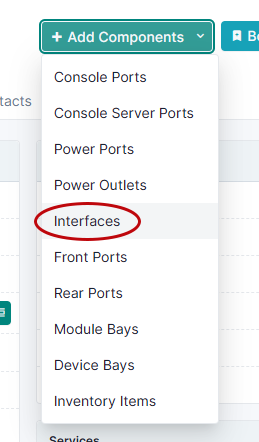 + Add Components
tacts
Console Ports
Console Server Ports
Power Ports
Power Outlets
Interfaces
Front Ports
Rear Ports
Module Bays
Device Bays
Inventory Items
Services